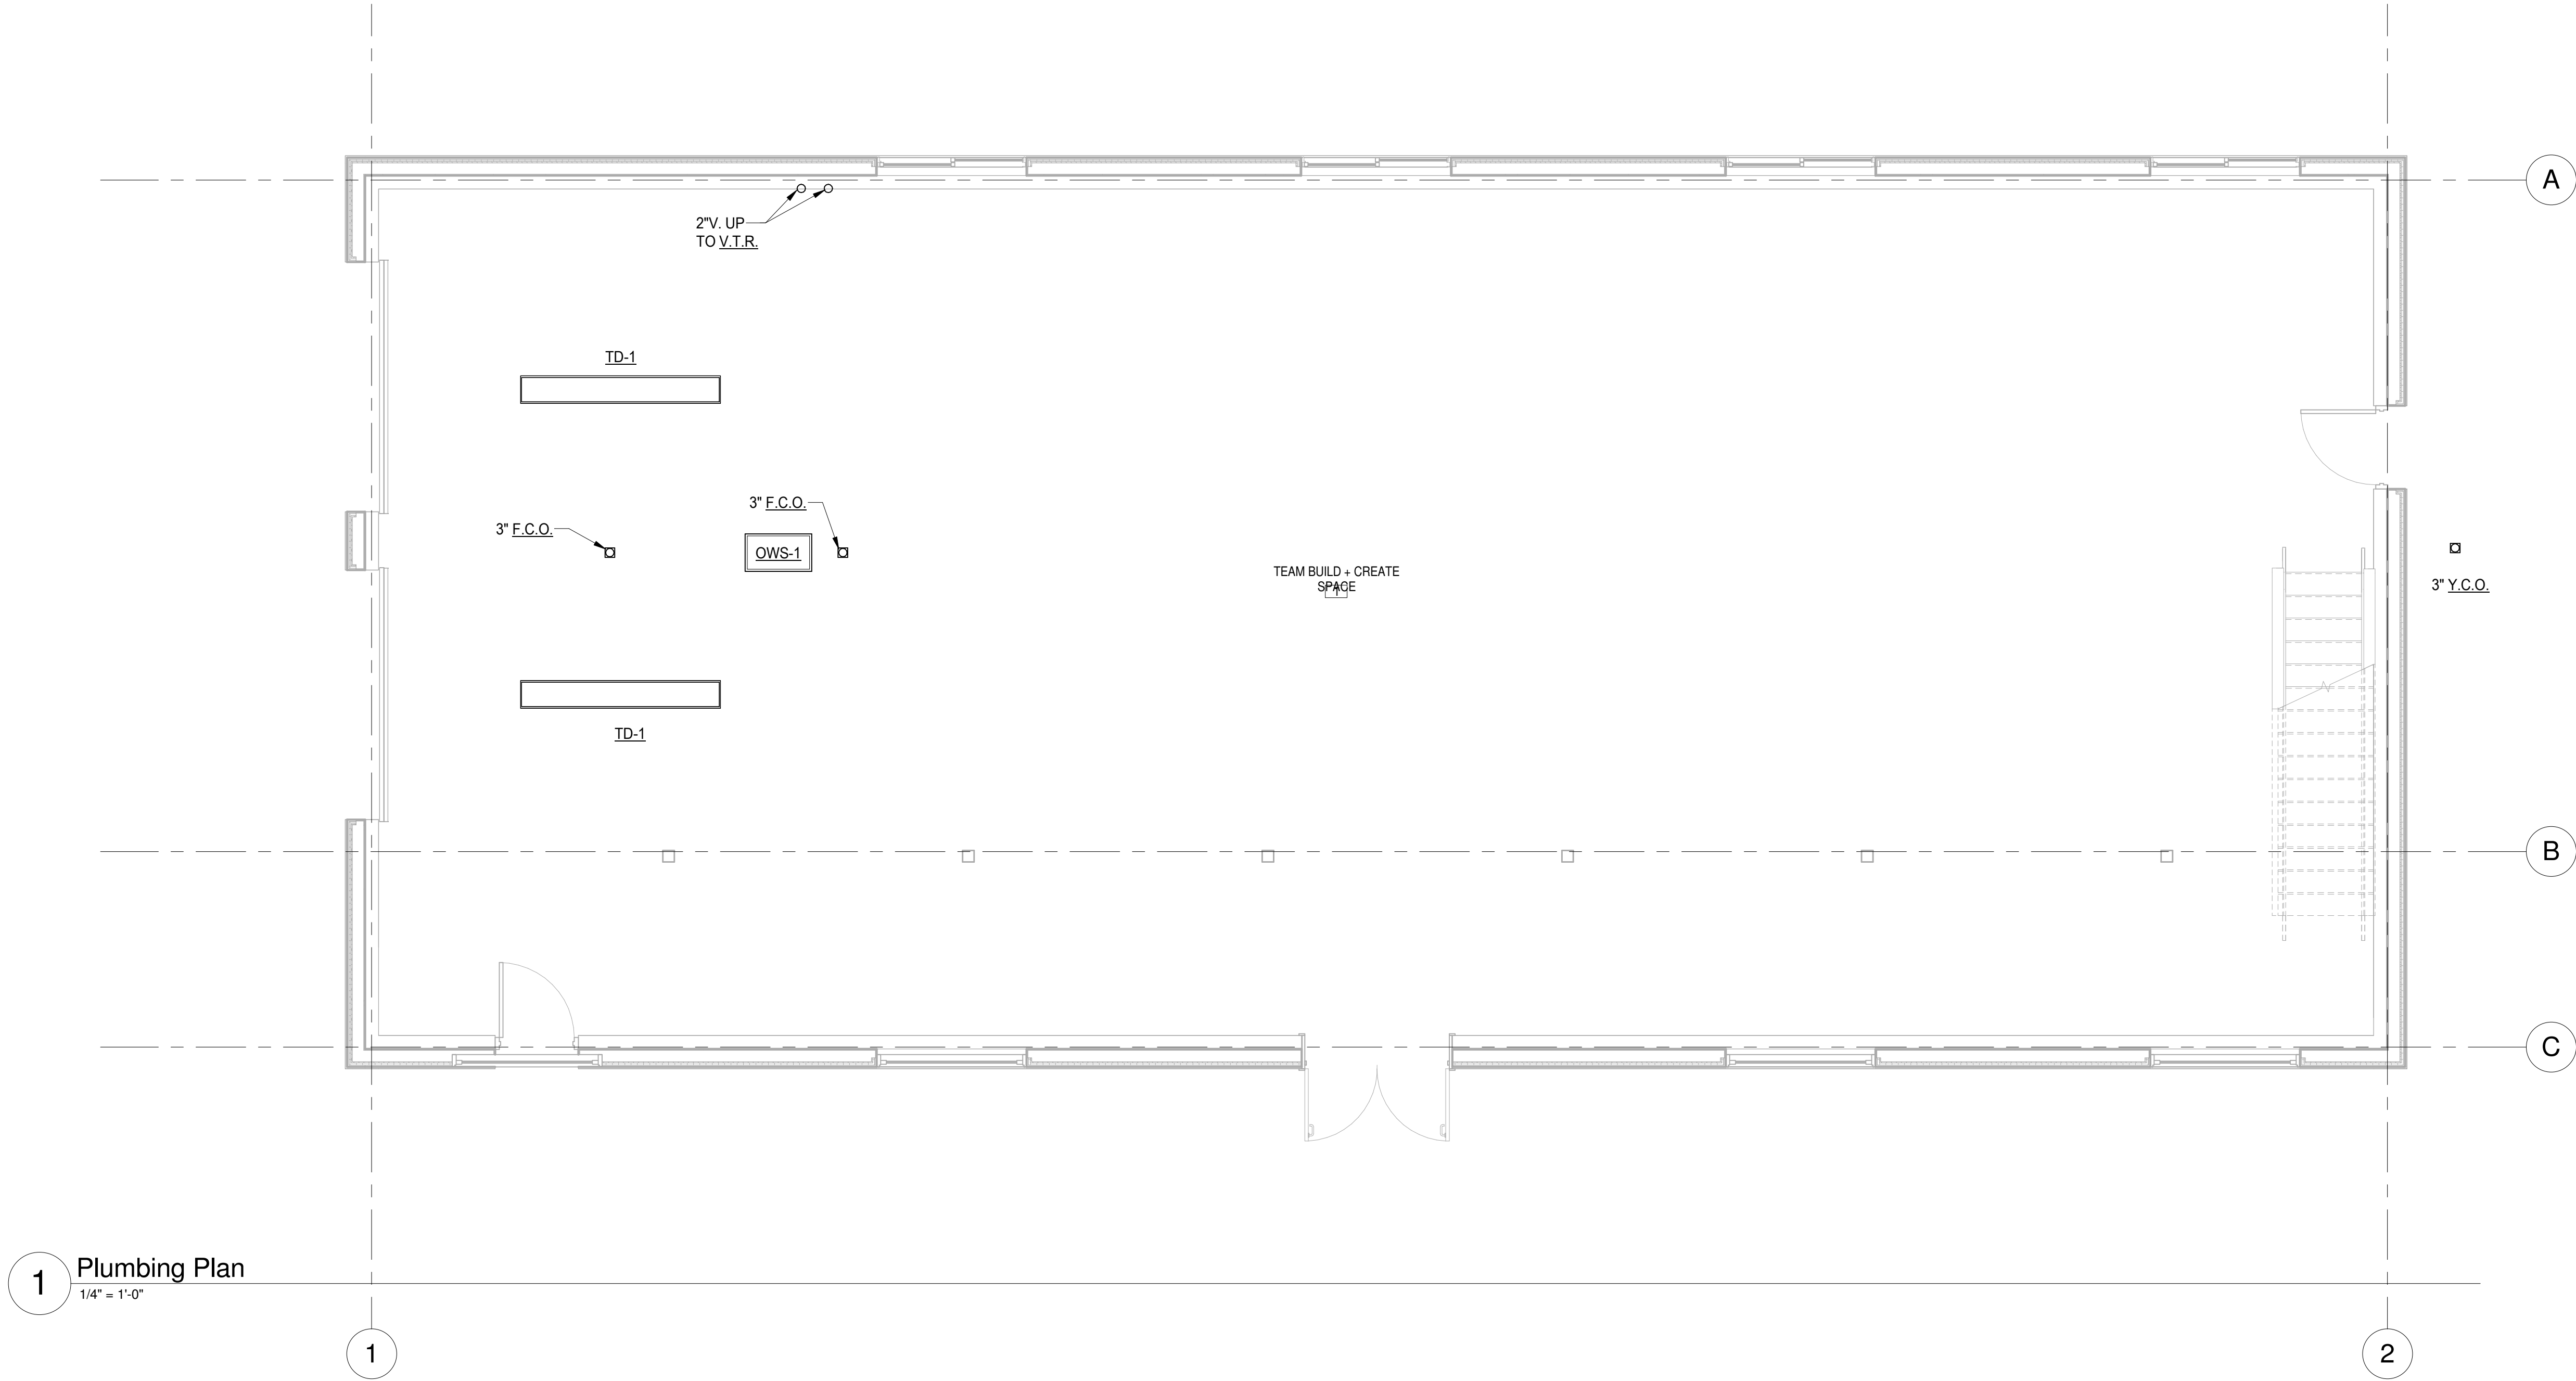 A
2"V. UP
TO V.T.R.
TD-1
3" F.C.O.
3" F.C.O.
OWS-1
TEAM BUILD + CREATE
SPACE
1
3" Y.C.O.
TD-1
B
C
1
Plumbing Plan
1/4" = 1'-0"
1
2